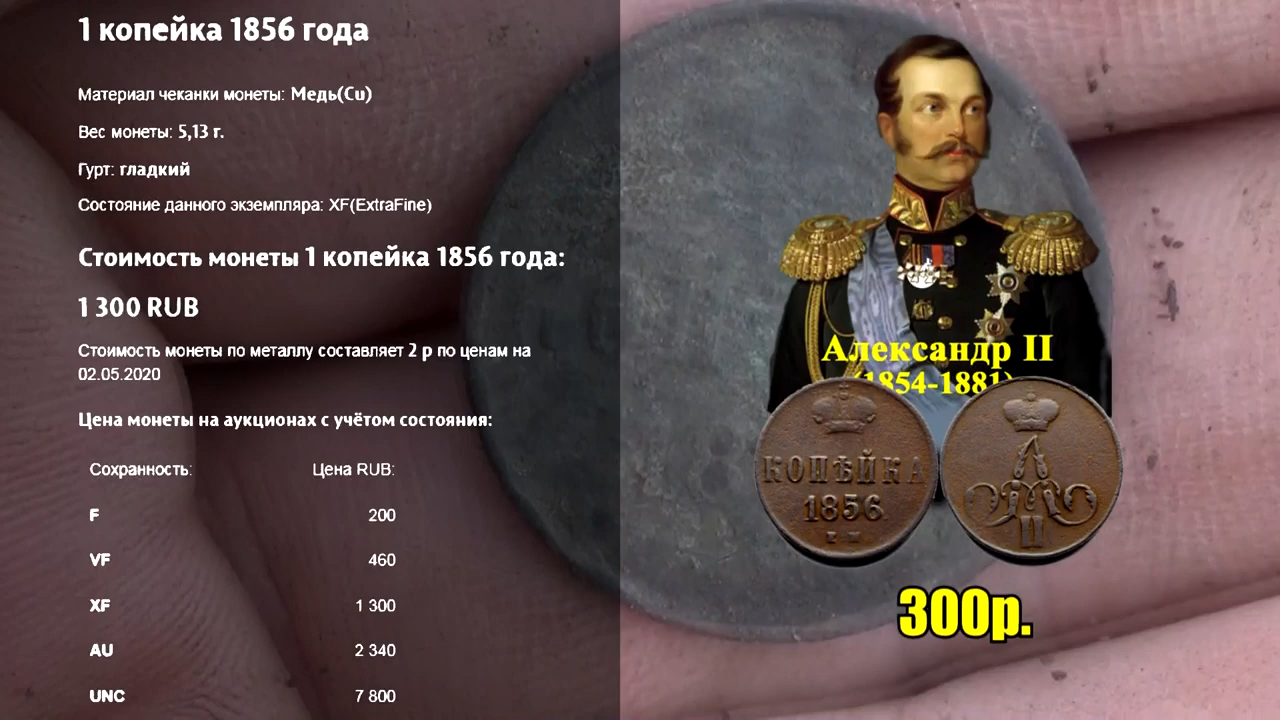 1 копейка 1856 года
Материал чеканки монеты: Медь(Cu)
Вес монеты: 5,13 г.
Гурт: гладкий
Состояние данного экземпляра: XF(ExtraFine)
Стоимость монеты 1 копейка 1856 года:
1 300 RUB
Стоимость монеты по металлу составляет 2 р по ценам на
02.05.2020
Цена монеты на аукционах с учётом состояния:
Сохранность: Цена RUB:
F 200
VF 460
XF 1 300
AU 2 340
UNC 7 800
Александр II
(1854-1881)
КОПѢЙКА
1856.
Е М
А
II
300р.